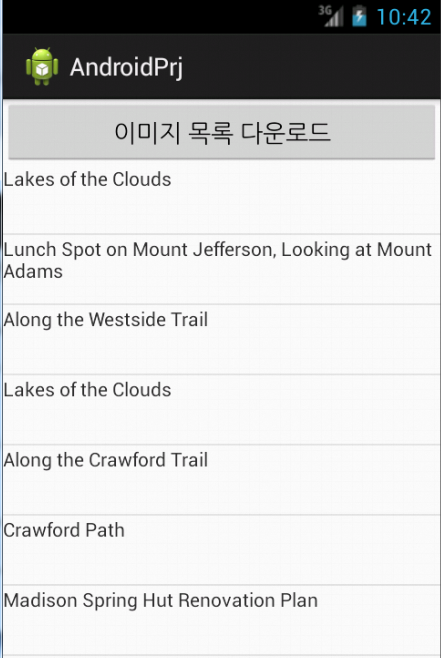 3G 10:42
AndroidPrj
이미지 목록 다운로드
Lakes of the Clouds
Lunch Spot on Mount Jefferson, Looking at Mount
Adams
Along the Westside Trail
Lakes of the Clouds
Along the Crawford Trail
Crawford Path
Madison Spring Hut Renovation Plan